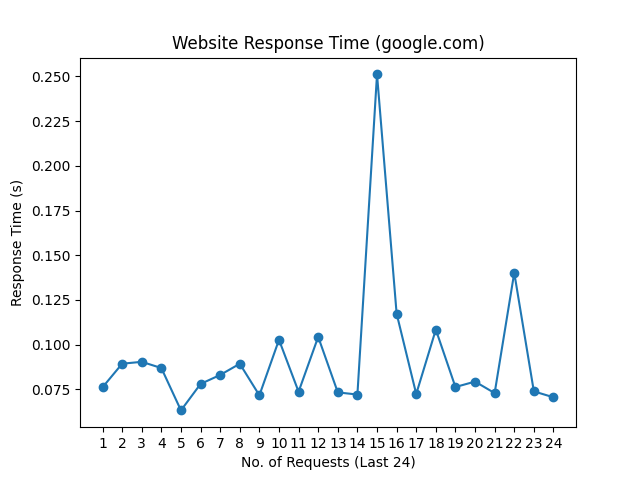 Website Response Time (google.com)
0.250
0.225
0.200
0.175
0.150
0.125
0.100
0.075
Response Time (s)
1 2 3 4 5 6 7 8 9 10 11 12 13 14 15 16 17 18 19 20 21 22 23 24
No. of Requests (Last 24)